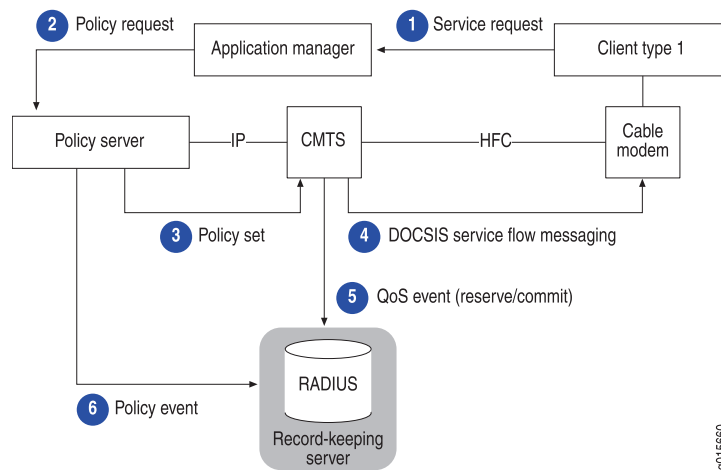 2 Policy request
1 Service request
Application manager
Client type 1
Policy server
IP
CMTS
HFC
Cable
modem
3 Policy set
4 DOCSIS service flow messaging
5 QoS event (reserve/commit)
RADIUS
6 Policy event
Record-keeping
server
g015660